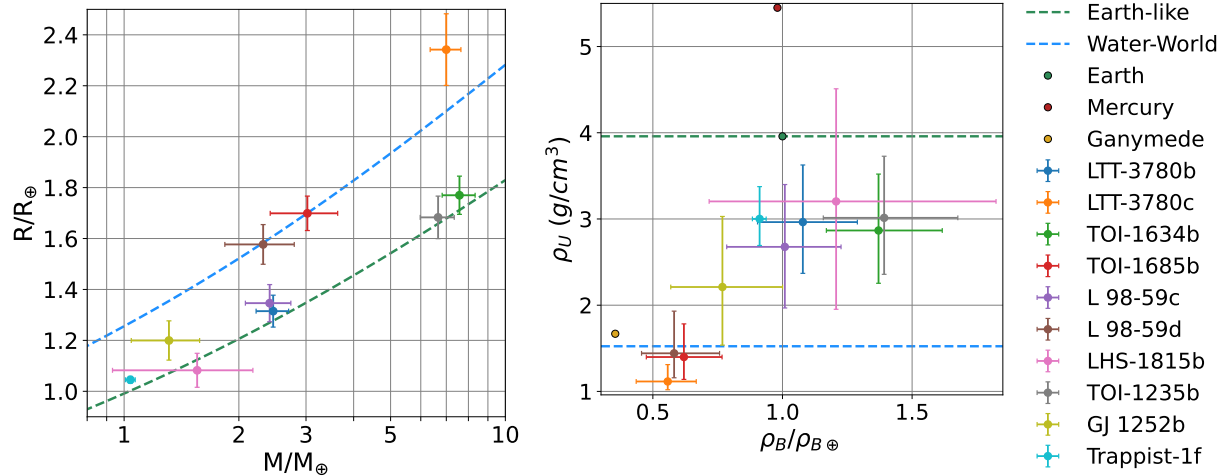 R/R⊕
2.4
2.2
2.0
1.8
1.6
1.4
1.2
1.0
1
2
3
5
10
M/M⊕
ρU (g/cm³)
5
4
3
2
1
0.5
1.0
1.5
ρB/ρB⊕
Earth-like
Water-World
Earth
Mercury
Ganymede
LTT-3780b
LTT-3780c
TOI-1634b
TOI-1685b
L 98-59c
L 98-59d
LHS-1815b
TOI-1235b
GJ 1252b
Trappist-1f